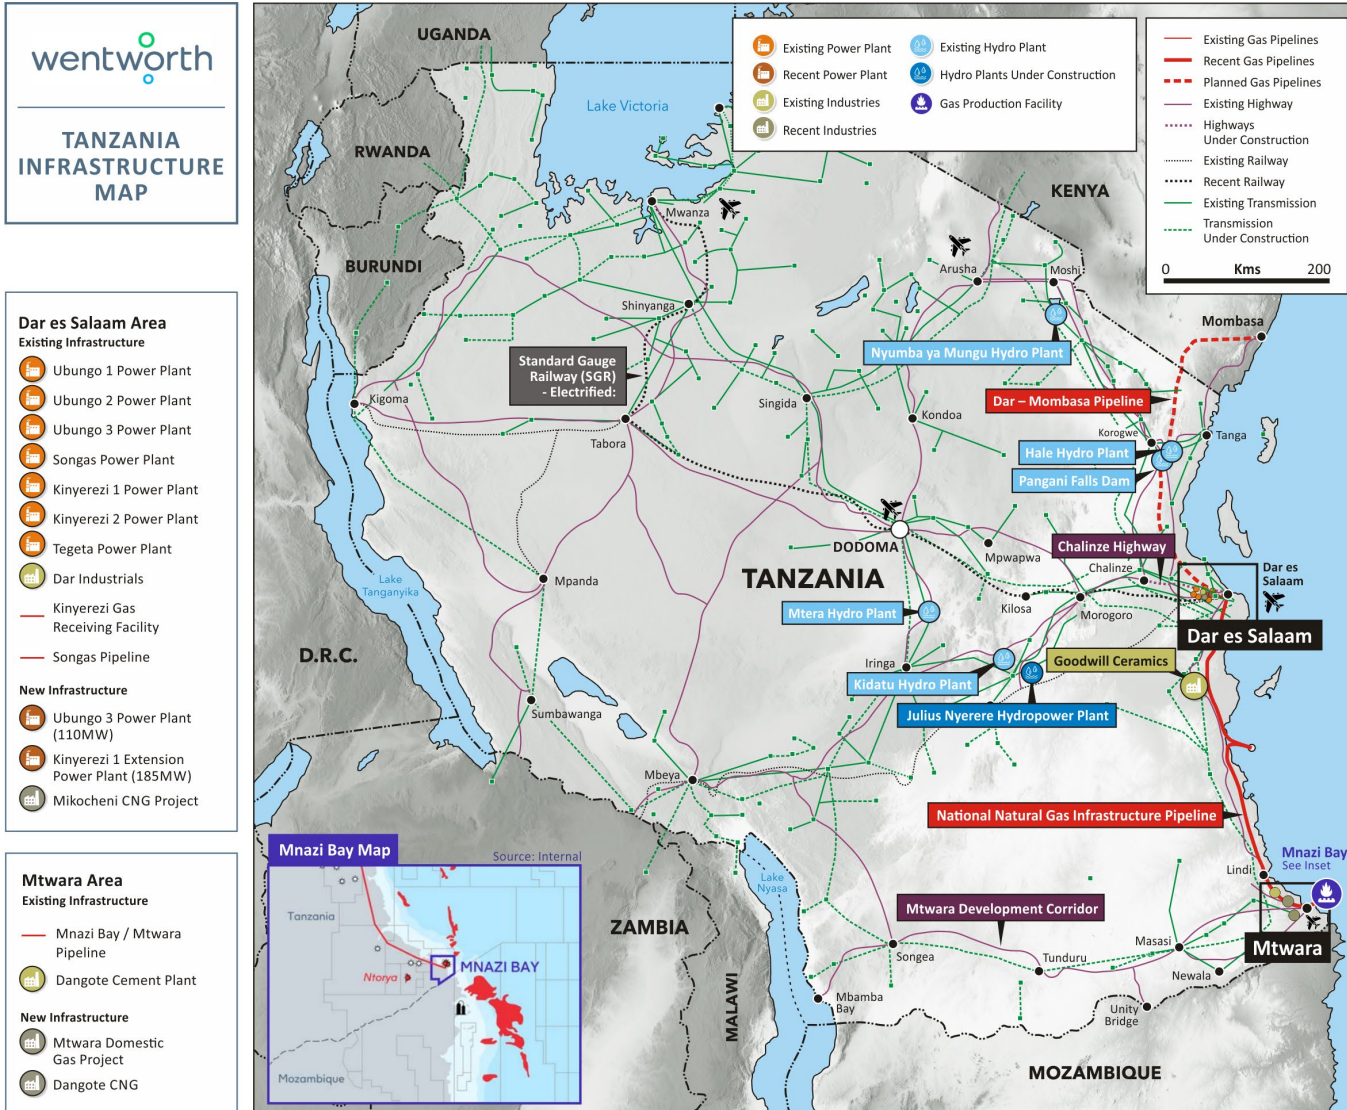 wentworth
TANZANIA
INFRASTRUCTURE
MAP
Dar es Salaam Area
Existing Infrastructure
Ubungo 1 Power Plant
Ubungo 2 Power Plant
Ubungo 3 Power Plant
Songas Power Plant
Kinyerezi 1 Power Plant
Kinyerezi 2 Power Plant
Tegeta Power Plant
Dar Industrials
Kinyerezi Gas
Receiving Facility
Songas Pipeline
New Infrastructure
Ubungo 3 Power Plant
(110MW)
Kinyerezi 1 Extension
Power Plant (185MW)
Mikocheni CNG Project
Mtwara Area
Existing Infrastructure
Mnazi Bay / Mtwara
Pipeline
Dangote Cement Plant
New Infrastructure
Mtwara Domestic
Gas Project
Dangote CNG
Existing Power Plant
Recent Power Plant
Existing Industries
Recent Industries
Existing Hydro Plant
Hydro Plants Under Construction
Gas Production Facility
Existing Gas Pipelines
Recent Gas Pipelines
Planned Gas Pipelines
Existing Highway
Highways
Under Construction
Existing Railway
Recent Railway
Existing Transmission
Transmission
Under Construction
0 Kms 200
UGANDA
Lake Victoria
RWANDA
KENYA
Mwanza
BURUNDI
Arusha
Moshi
Shinyanga
Mombasa
Nyumba ya Mungu Hydro Plant
Standard Gauge
Railway (SGR)
- Electrified:
Kigoma
Singida
Dar – Mombasa Pipeline
Kondoa
Tabora
Korogwe
Tanga
Hale Hydro Plant
Pangani Falls Dam
DODOMA
Mpwapwa
Chalinze Highway
Chalinze
Dar es
Salaam
TANZANIA
Mpanda
Lake
Tanganyika
Kilosa
Morogoro
Mtera Hydro Plant
Dar es Salaam
D.R.C.
Iringa
Goodwill Ceramics
Kidatu Hydro Plant
Julius Nyerere Hydropower Plant
Sumbawanga
Mbeya
National Natural Gas Infrastructure Pipeline
Mnazi Bay
See Inset
Lindi
Lake
Nyasa
ZAMBIA
Mtwara Development Corridor
Songea
Masasi
Mtwara
Tunduru
Newala
Mbamba
Bay
Unity
Bridge
MALAWI
MOZAMBIQUE
Mnazi Bay Map
Source: Internal
Tanzania
MNAZI BAY
Ntorya
Mozambique